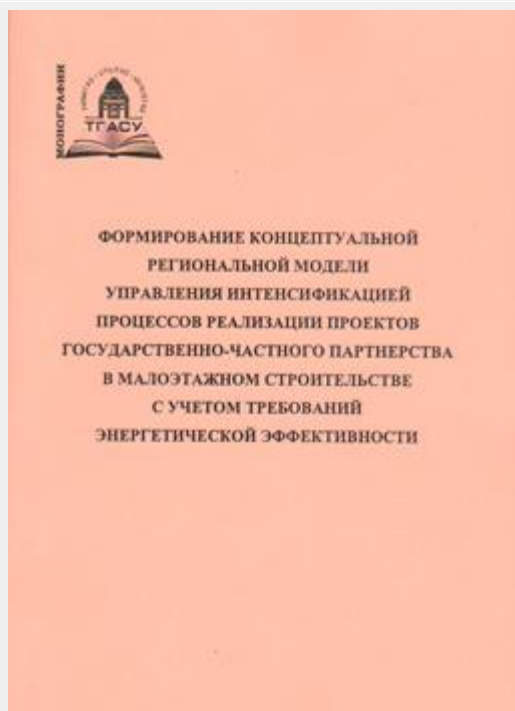 МОНОГРАФИИ
ТГАСУ
ФОРМИРОВАНИЕ КОНЦЕПТУАЛЬНОЙ
РЕГИОНАЛЬНОЙ МОДЕЛИ
УПРАВЛЕНИЯ ИНТЕНСИФИКАЦИЕЙ
ПРОЦЕССОВ РЕАЛИЗАЦИИ ПРОЕКТОВ
ГОСУДАРСТВЕННО-ЧАСТНОГО ПАРТНЕРСТВА
В МАЛОЭТАЖНОМ СТРОИТЕЛЬСТВЕ
С УЧЕТОМ ТРЕБОВАНИЙ
ЭНЕРГЕТИЧЕСКОЙ ЭФФЕКТИВНОСТИ